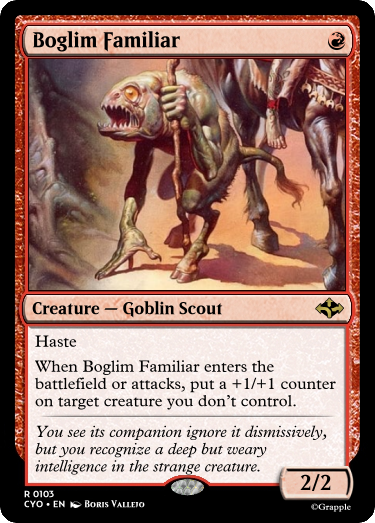 Boglim Familiar
Creature — Goblin Scout
Haste
When Boglim Familiar enters the
battlefield or attacks, put a +1/+1 counter
on target creature you don't control.
You see its companion ignore it dismissively,
but you recognize a deep but weary
intelligence in the strange creature.
2/2
R 0103
CYO • EN Boris Vallejo
©Grapple